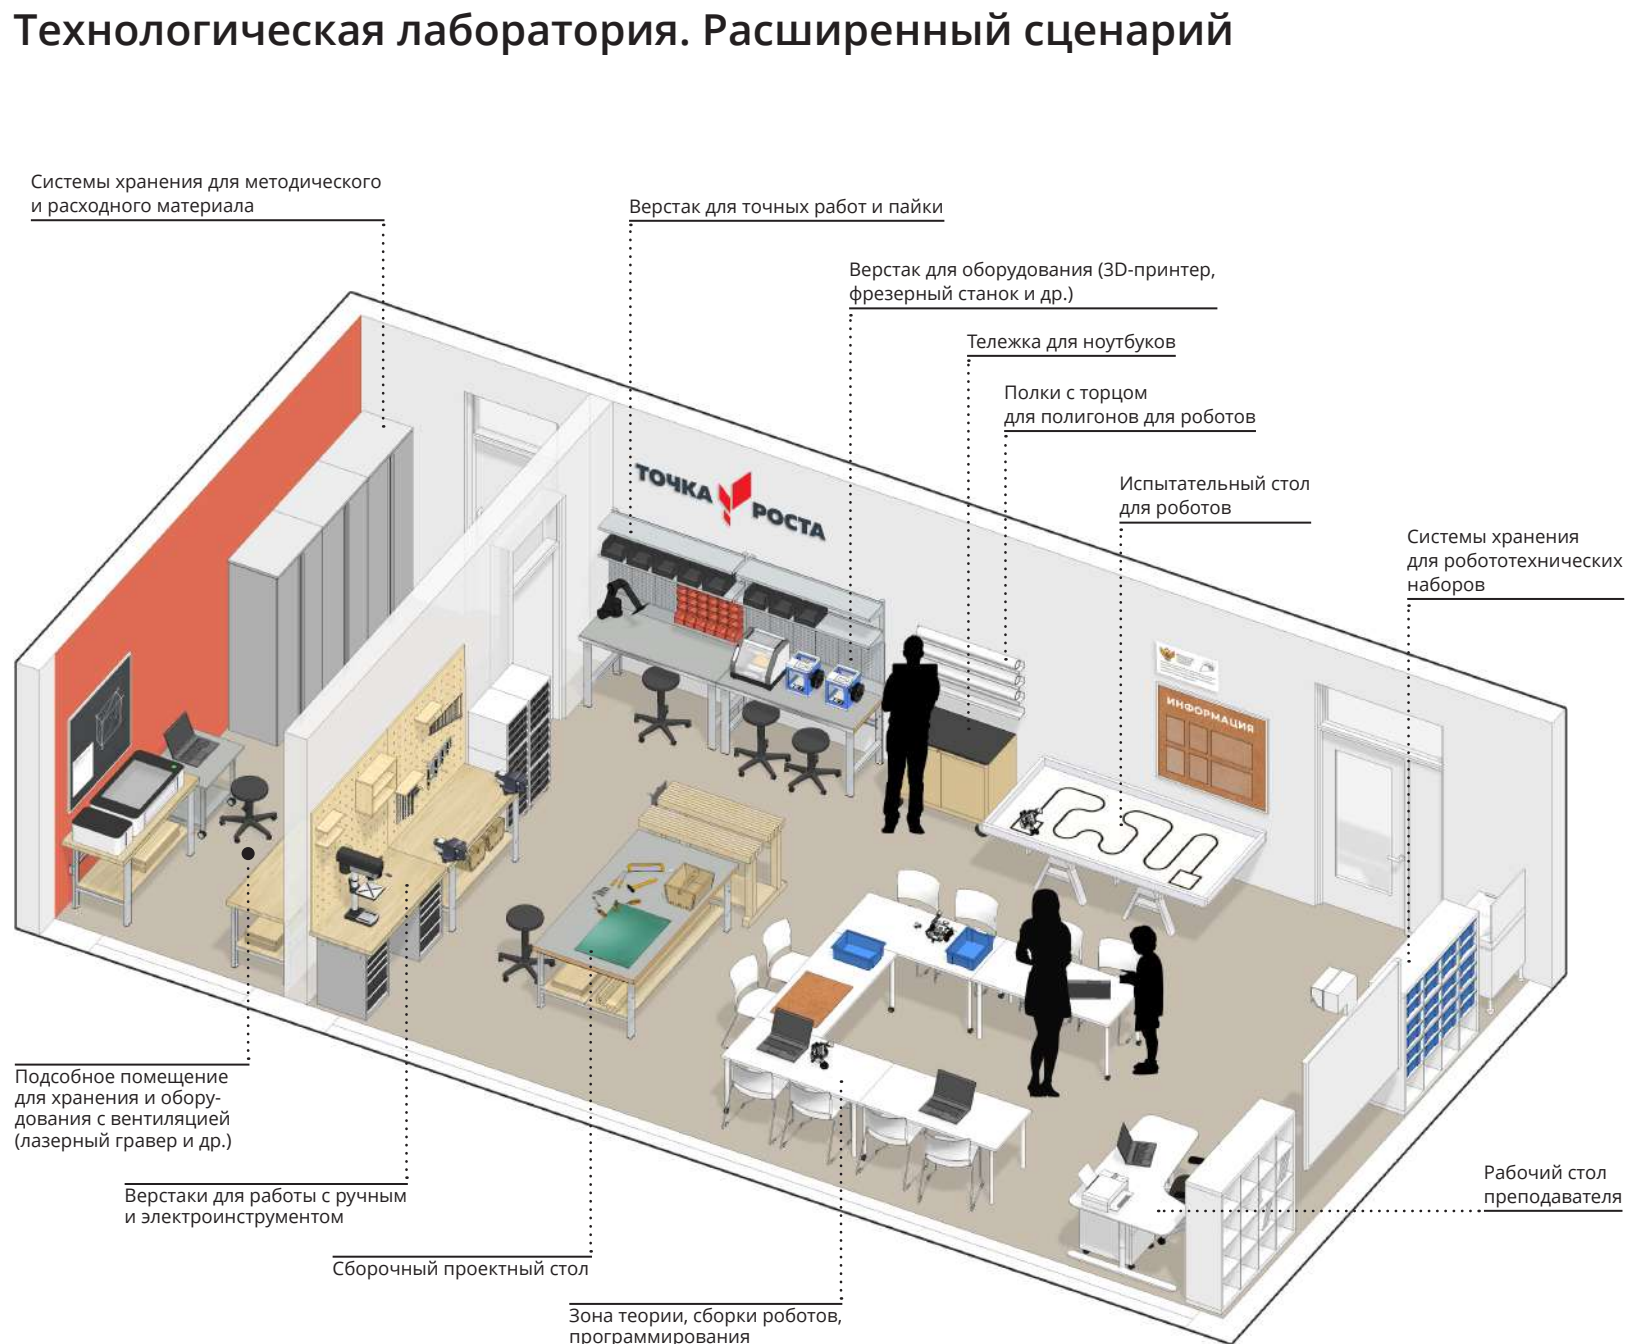 Технологическая лаборатория. Расширенный сценарий
Системы хранения для методического
и расходного материала
Верстак для точных работ и пайки
Верстак для оборудования (3D-принтер,
фрезерный станок и др.)
Тележка для ноутбуков
Полки с торцом
для полигонов для роботов
Испытательный стол
для роботов
Системы хранения
для робототехнических
наборов
ТОЧКА
РОСТА
ИНФОРМАЦИЯ
Подсобное помещение
для хранения и обору-
дования с вентиляцией
(лазерный гравер и др.)
Верстаки для работы с ручным
и электроинструментом
Сборочный проектный стол
Зона теории, сборки роботов,
программирования
Рабочий стол
преподавателя